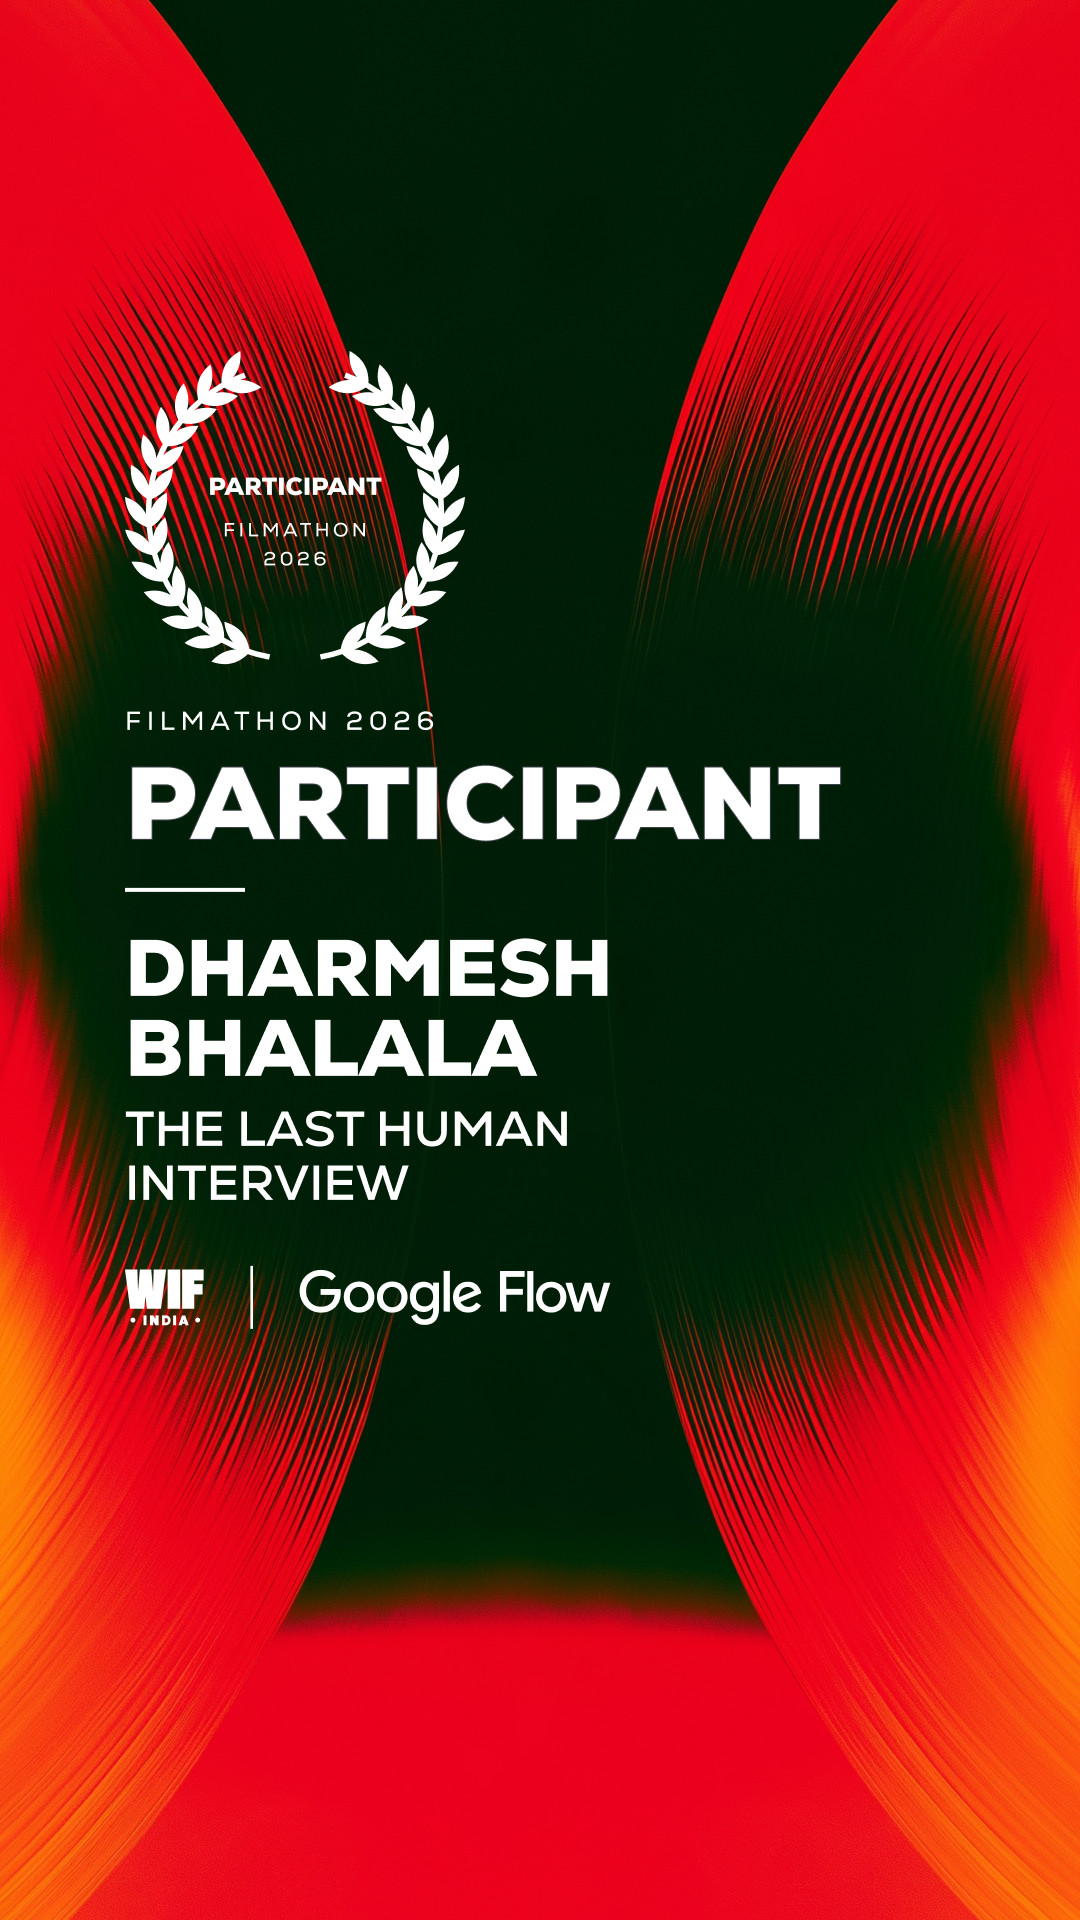 PARTICIPANT
FILMATHON
2026
FILMATHON 2026
PARTICIPANT
DHARMESH
BHALALA
THE LAST HUMAN
INTERVIEW
WIF
• INDIA •
Google Flow